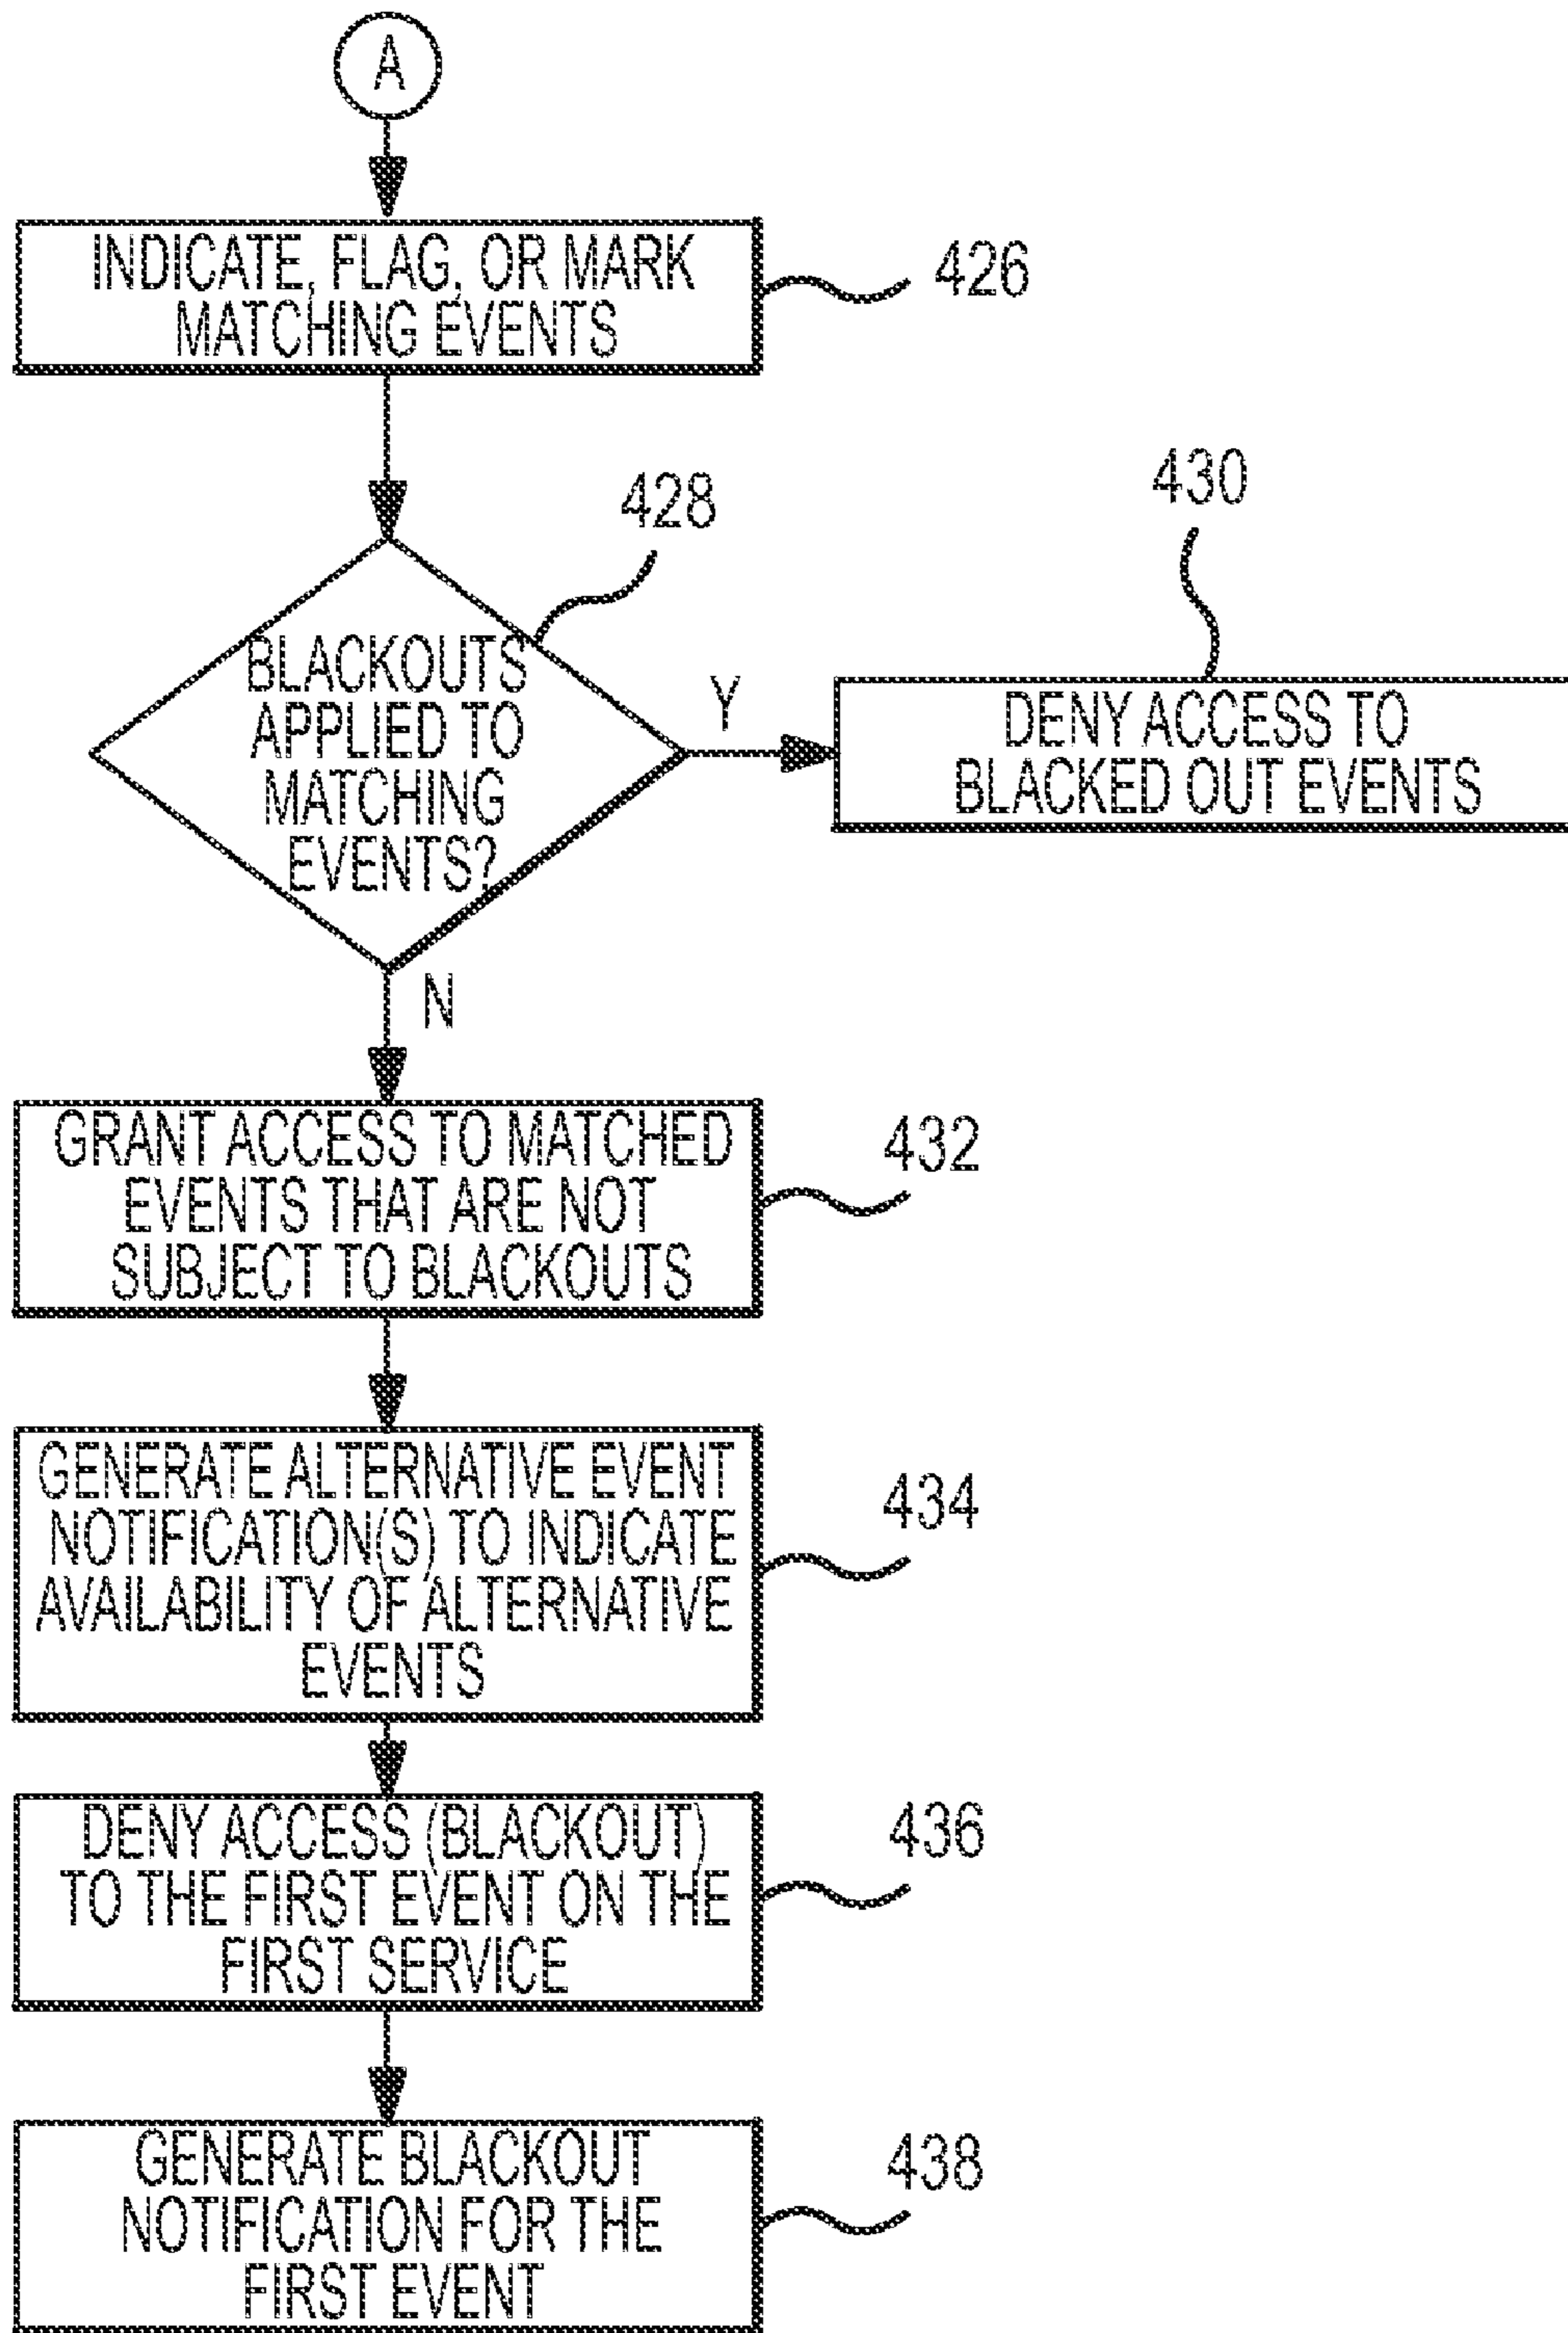 A
INDICATE, FLAG, OR MARK
MATCHING EVENTS
426
428
430
BLACKOUTS
APPLIED TO
MATCHING
EVENTS?
Y
DENY ACCESS TO
BLACKED OUT EVENTS
N
GRANT ACCESS TO MATCHED
EVENTS THAT ARE NOT
SUBJECT TO BLACKOUTS
432
GENERATE ALTERNATIVE EVENT
NOTIFICATION(S) TO INDICATE
AVAILABILITY OF ALTERNATIVE
EVENTS
434
DENY ACCESS (BLACKOUT)
TO THE FIRST EVENT ON THE
FIRST SERVICE
436
GENERATE BLACKOUT
NOTIFICATION FOR THE
FIRST EVENT
438